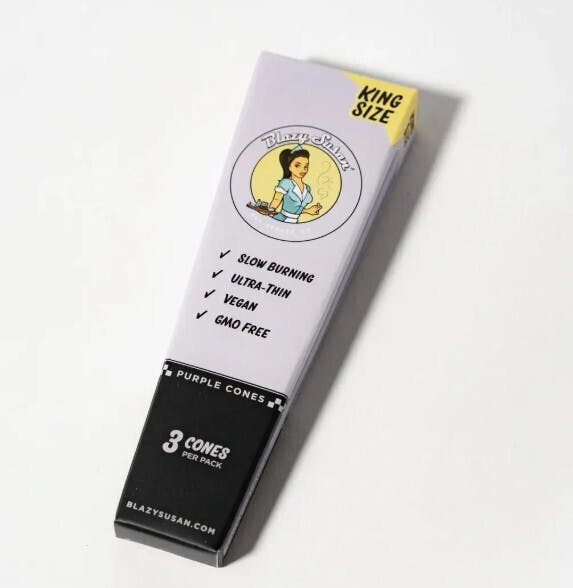 KING
SIZE
Blazy Susan
SLOW BURNING
ULTRA-THIN
VEGAN
GMO FREE
PURPLE CONES
3 CONES
PER PACK
BLAZYSUSAN.COM